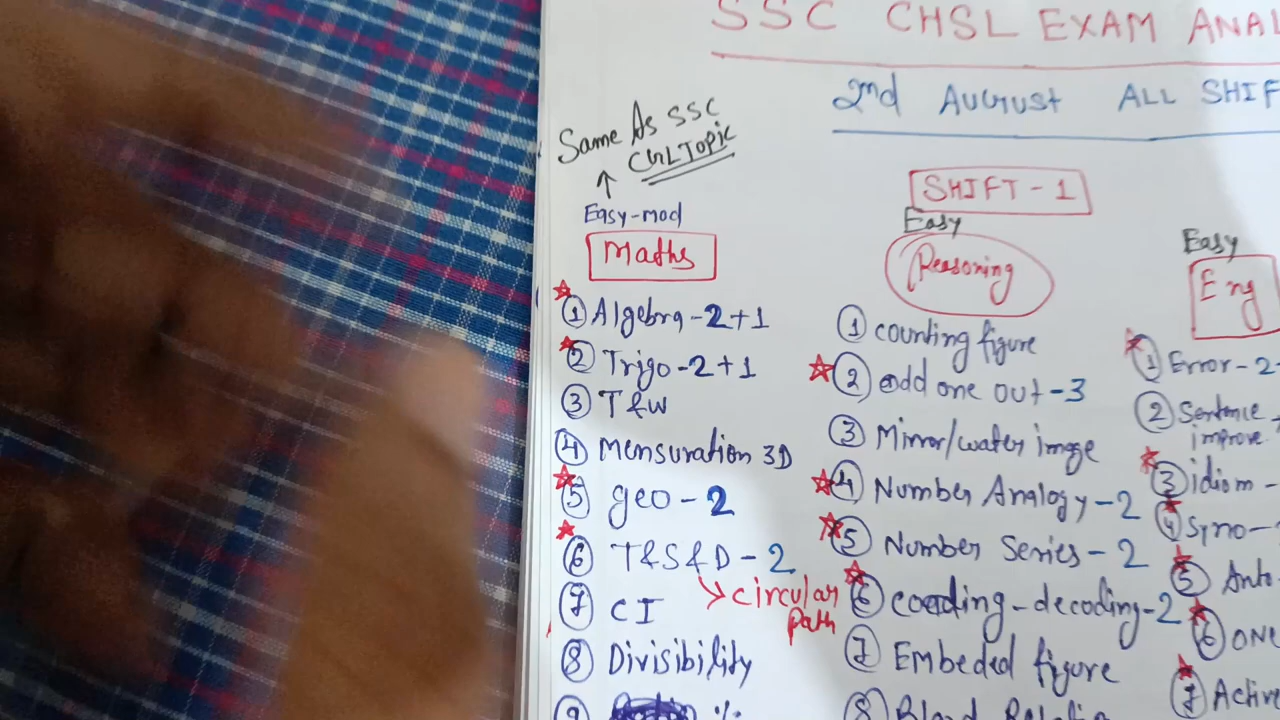 SSC CHSL EXAM ANAL
2nd August ALL SHIF
Same As SSC
CGL Topic
↑
Easy-mod
Maths
① Algebra - 2 + 1
② Trigo - 2 + 1
③ T&W
④ Mensuration 3D
⑤ geo - 2
⑥ T&S&D - 2
circular
path
⑦ CI
⑧ Divisibility
⑨ %
SHIFT - 1
Easy
Reasoning
① counting figure
② odd one out - 3
③ Mirror/water image
④ Number Analogy - 2
⑤ Number Series - 2
⑥ coading-decoding - 2
⑦ Embeded figure
⑧ Blood Relation
Easy
Eng
① Error - 2
② Sentence
improve
③ idiom -
④ Syno -
⑤ Anto
⑥ ONE
⑦ Active